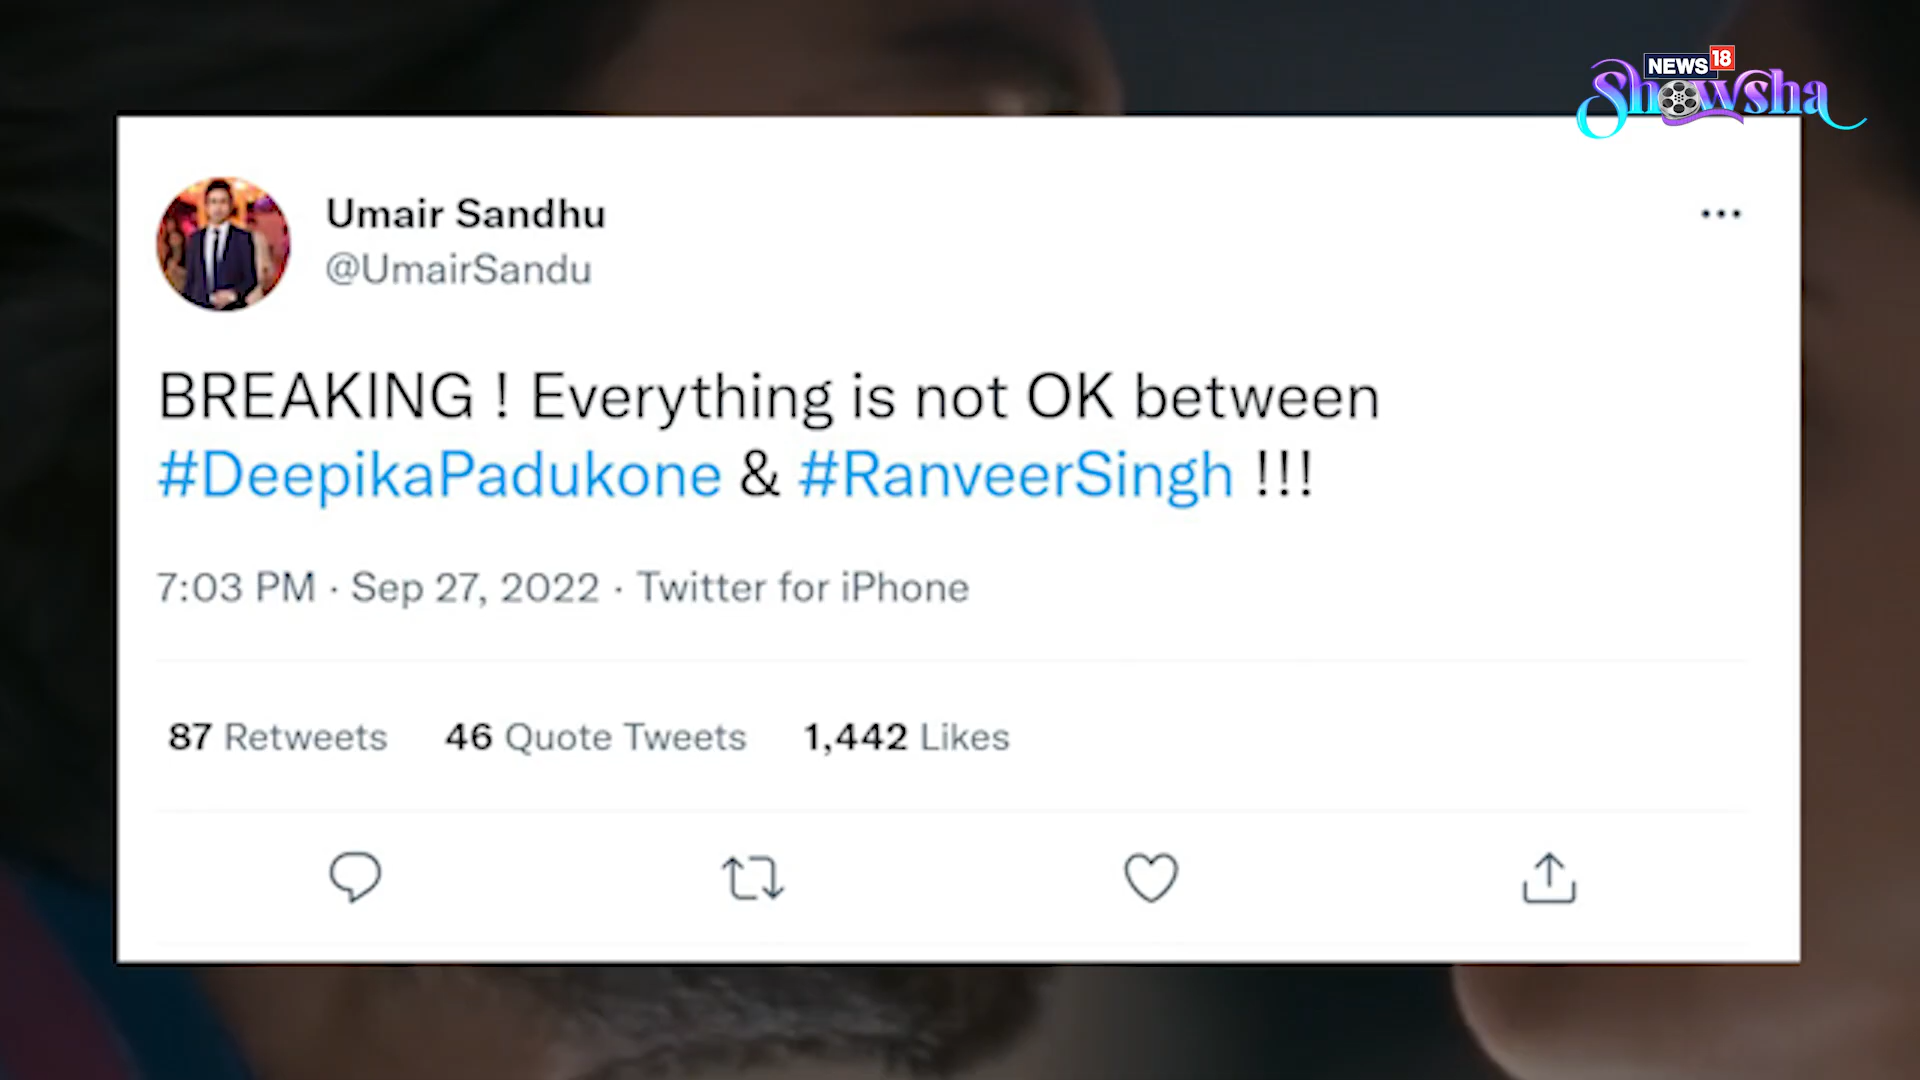 NEWS18
Showsha
Umair Sandhu
@UmairSandu
BREAKING ! Everything is not OK between
#DeepikaPadukone & #RanveerSingh !!!
7:03 PM · Sep 27, 2022 · Twitter for iPhone
87 Retweets 46 Quote Tweets 1,442 Likes